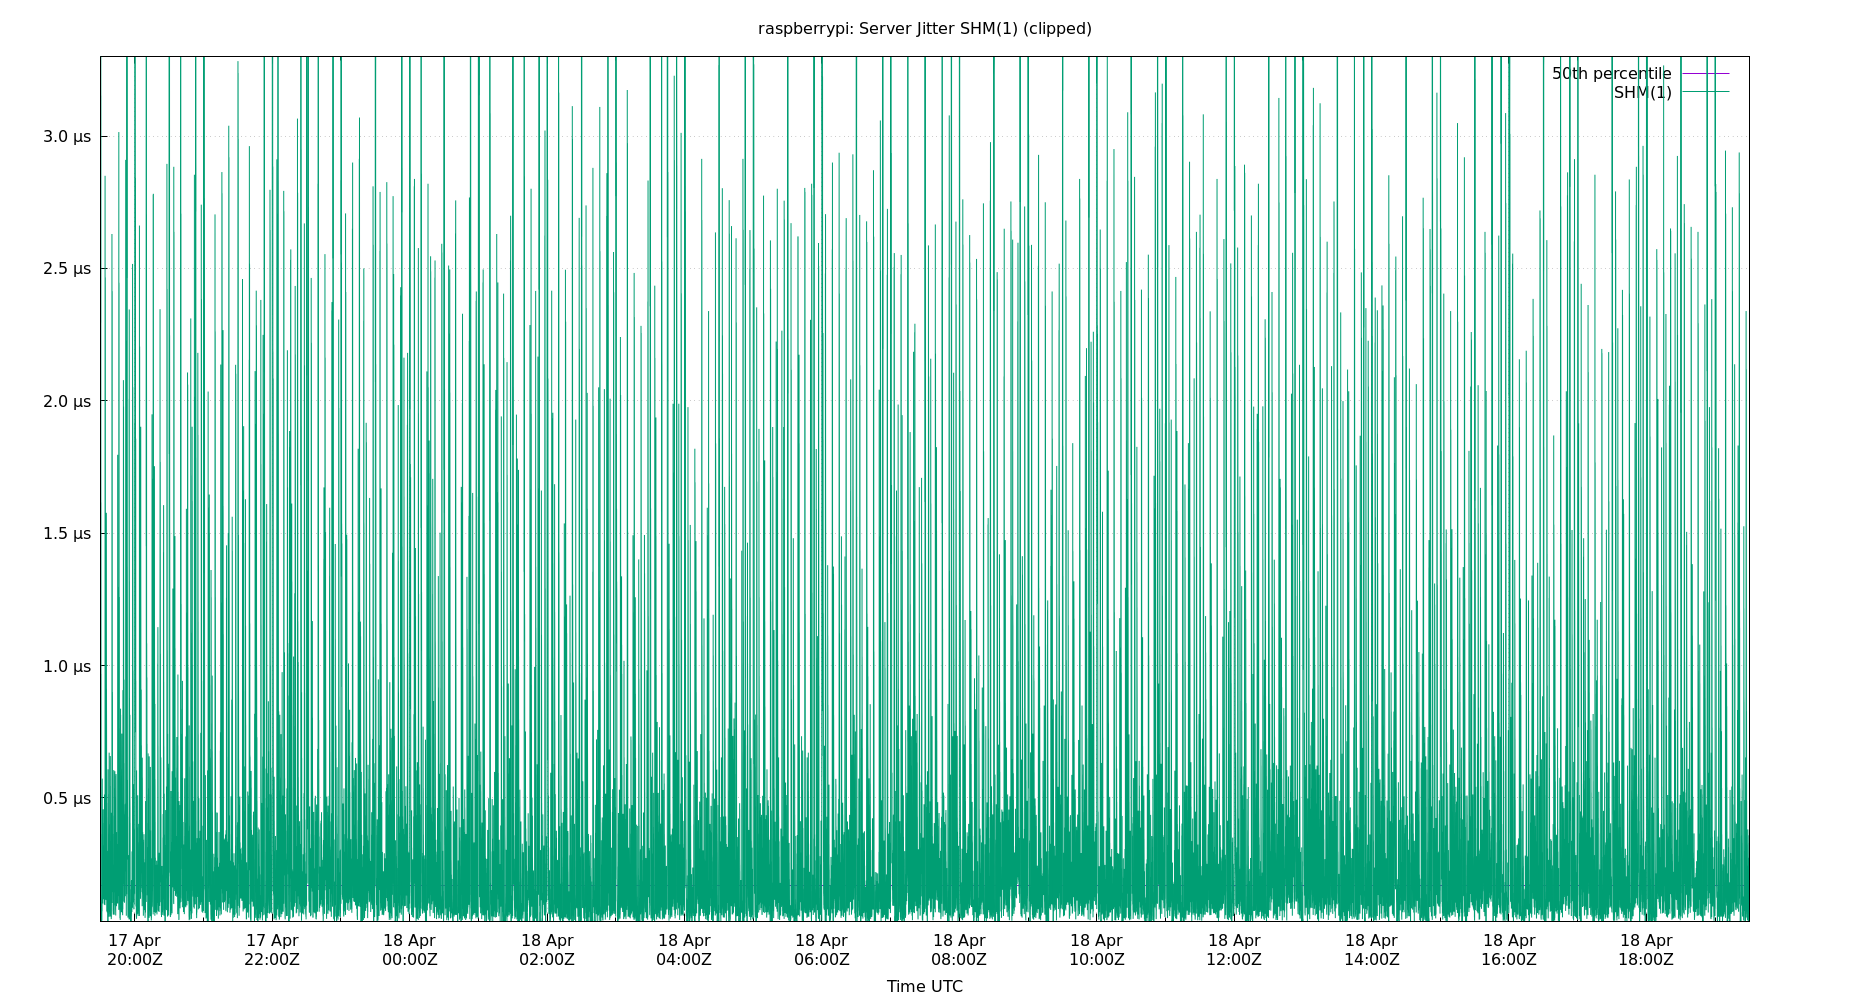 raspberrypi: Server Jitter SHM(1) (clipped)
50th percentile
SHM(1)
3.0 µs
2.5 µs
2.0 µs
1.5 µs
1.0 µs
0.5 µs
17 Apr 17 Apr 18 Apr 18 Apr 18 Apr 18 Apr 18 Apr 18 Apr 18 Apr 18 Apr 18 Apr 18 Apr
20:00Z 22:00Z 00:00Z 02:00Z 04:00Z 06:00Z 08:00Z 10:00Z 12:00Z 14:00Z 16:00Z 18:00Z
Time UTC